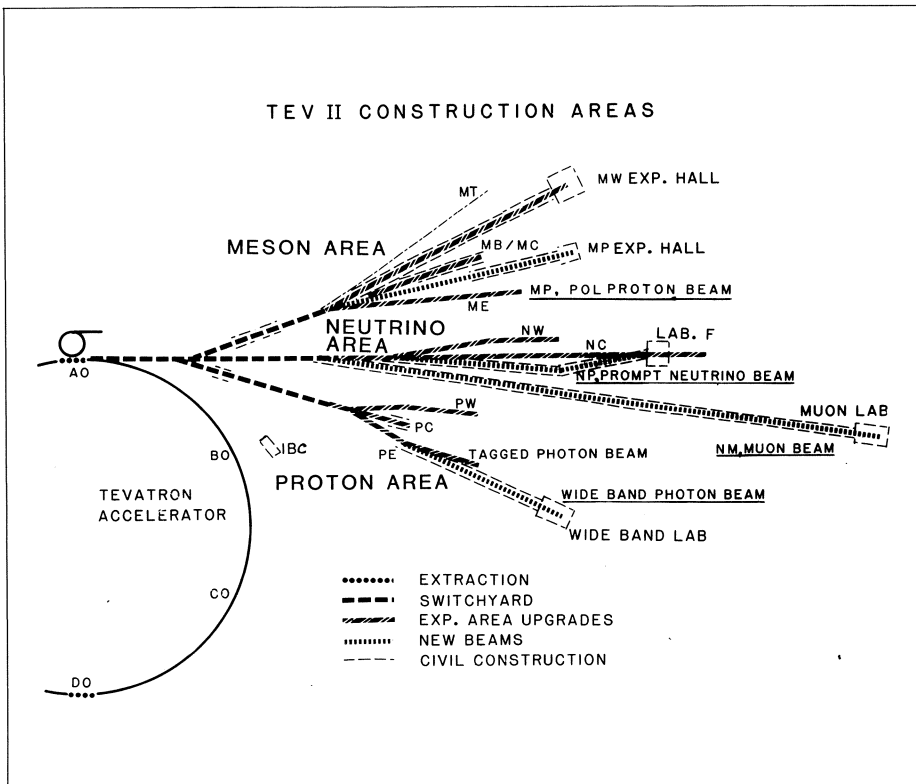 TEV II CONSTRUCTION AREAS
MW EXP. HALL
MT
MESON AREA
MB/MC
MP EXP. HALL
MP, POL PROTON BEAM
ME
NEUTRINO
AREA
NW
NC
LAB. F
NP, PROMPT NEUTRINO BEAM
AO
MUON LAB
PW
PC
NM, MUON BEAM
BO
IBC
PE
TAGGED PHOTON BEAM
PROTON AREA
WIDE BAND PHOTON BEAM
TEVATRON
ACCELERATOR
WIDE BAND LAB
EXTRACTION
SWITCHYARD
EXP. AREA UPGRADES
NEW BEAMS
CIVIL CONSTRUCTION
CO
DO